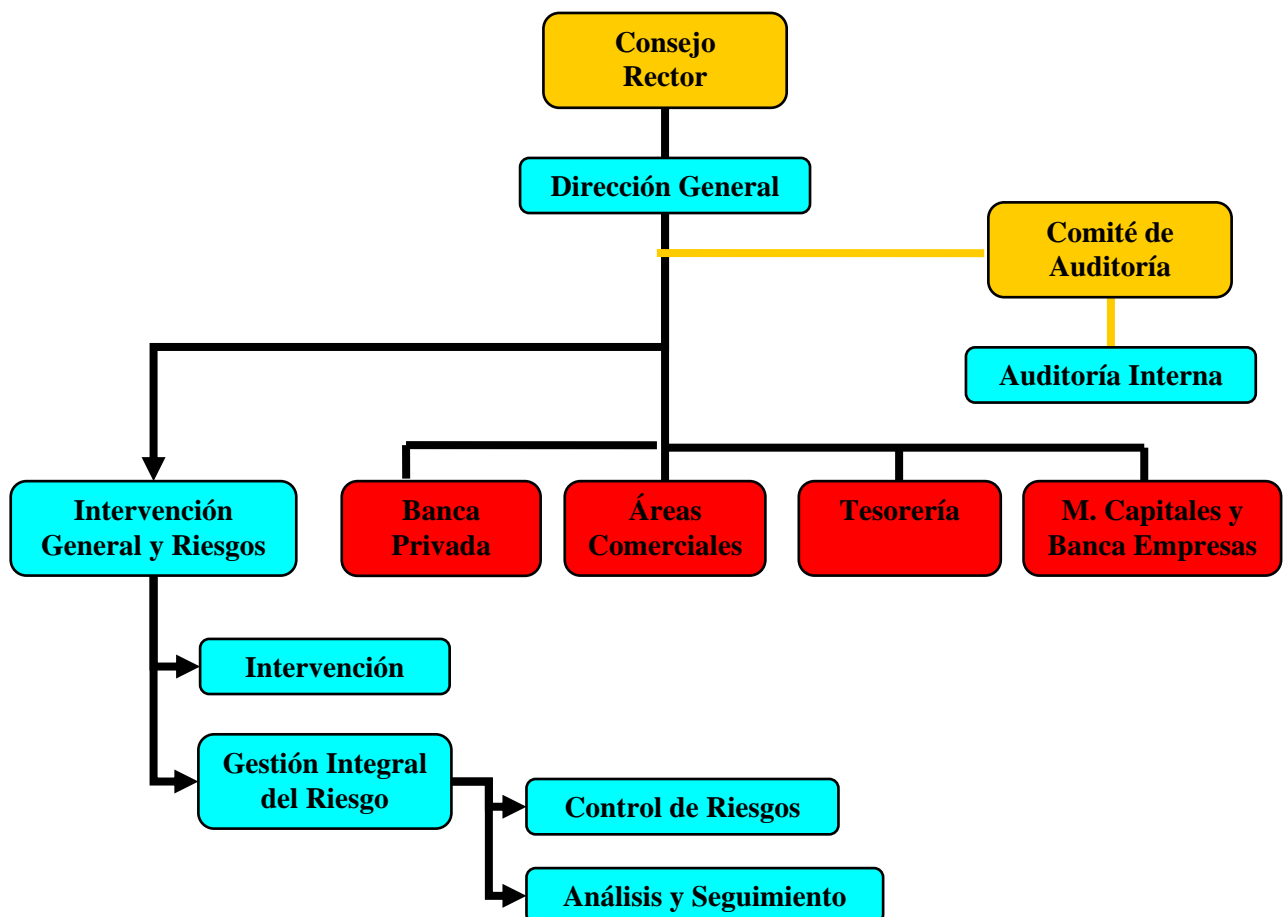 Consejo
Rector
Dirección General
Comité de
Auditoría
Auditoría Interna
Intervención
General y Riesgos
Banca
Privada
Áreas
Comerciales
Tesorería
M. Capitales y
Banca Empresas
Intervención
Gestión Integral
del Riesgo
Control de Riesgos
Análisis y Seguimiento